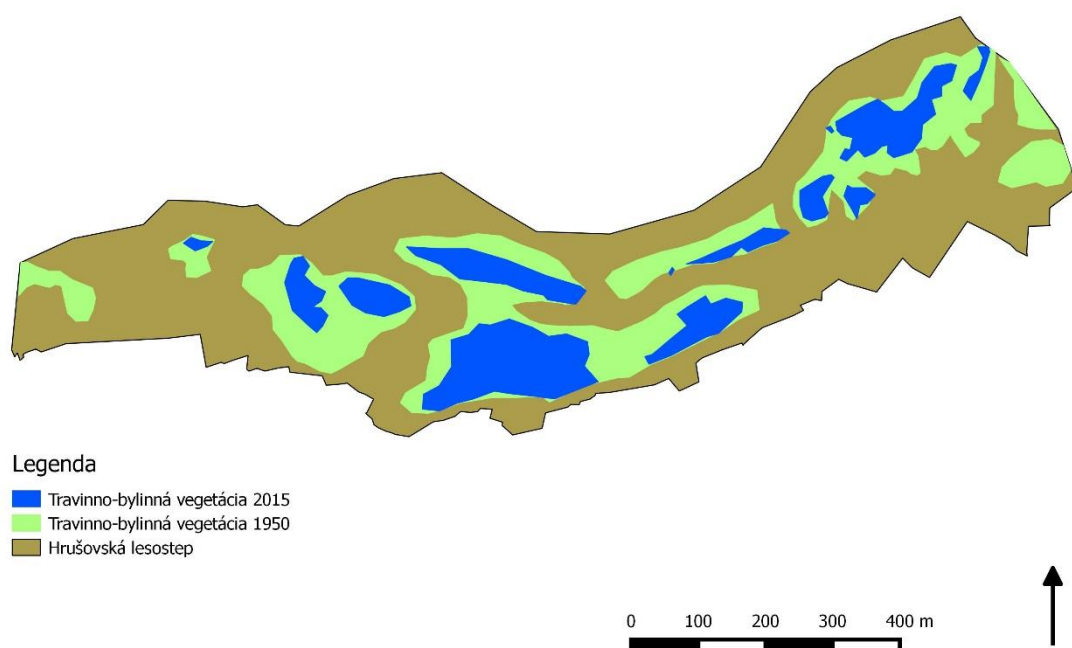 Legenda
Travinno-bylinná vegetácia 2015
Travinno-bylinná vegetácia 1950
Hrušovská lesostep
0 100 200 300 400 m